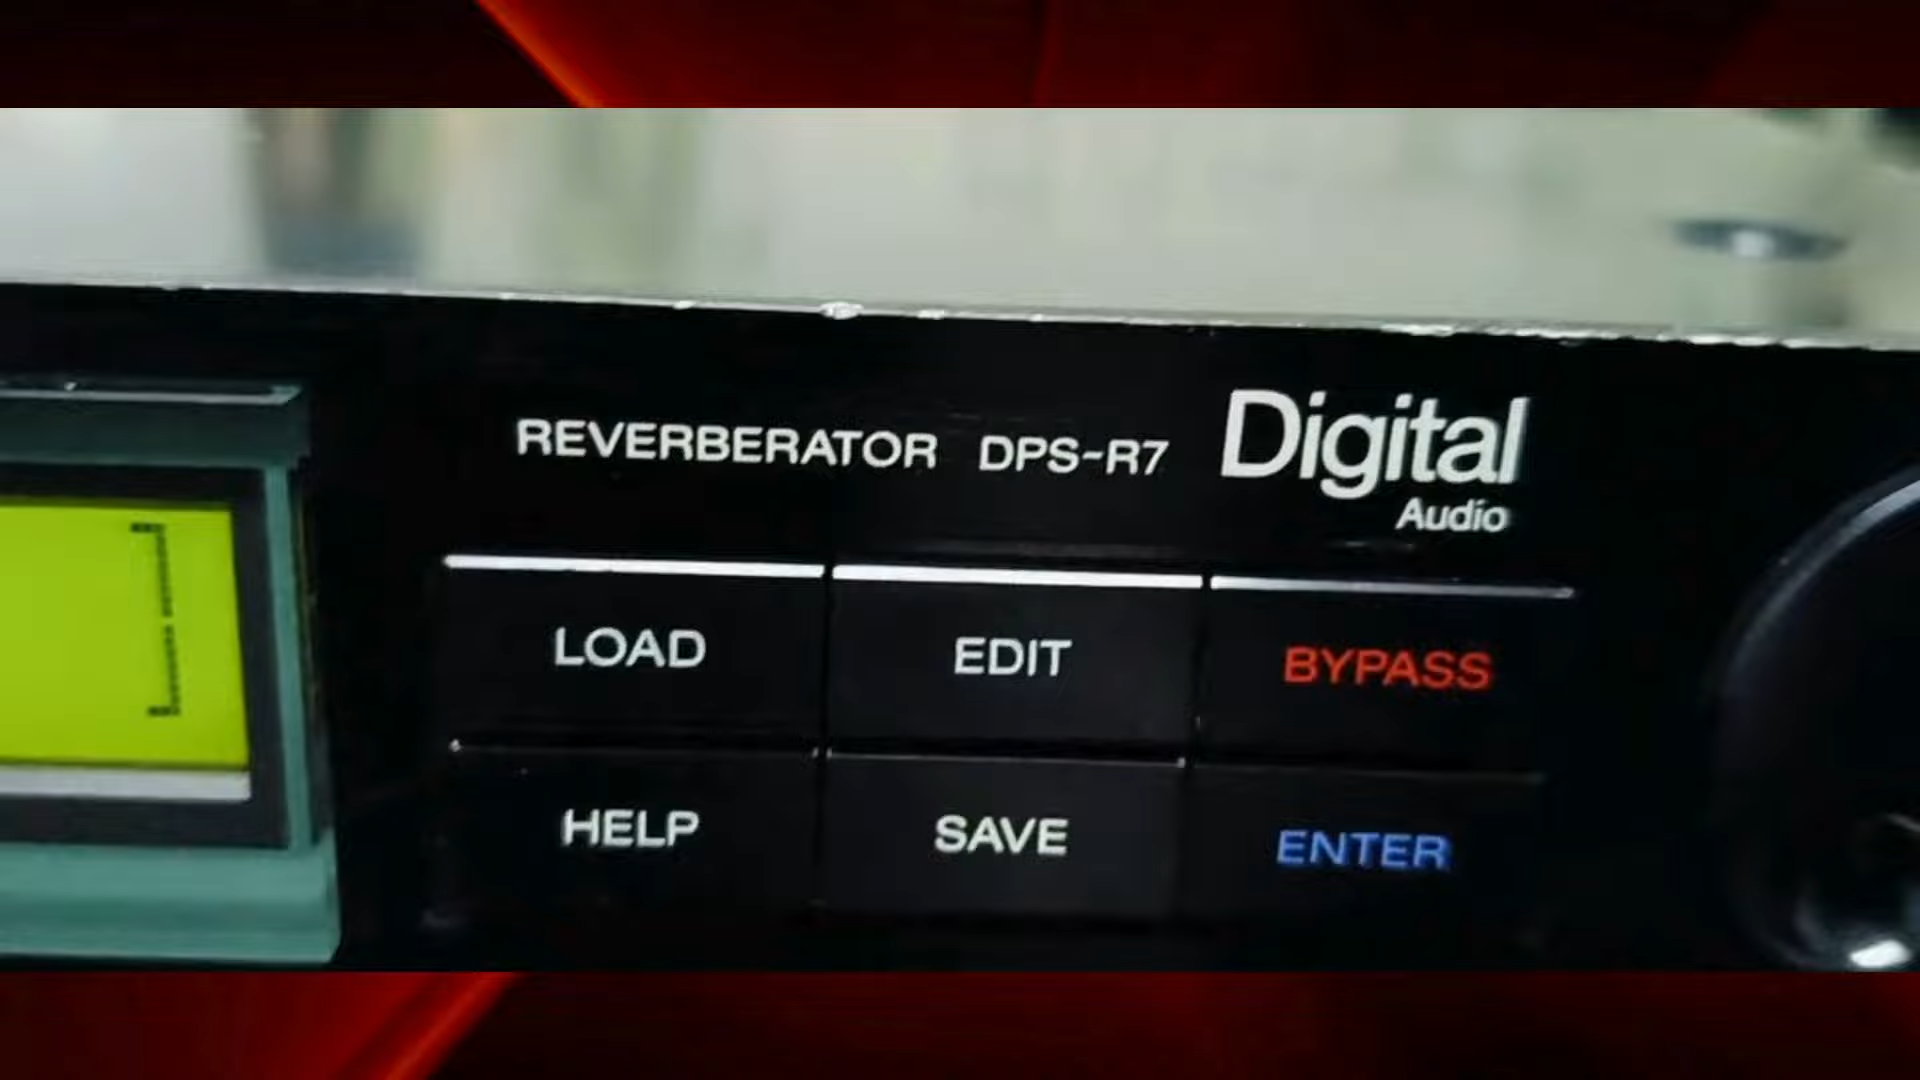 REVERBERATOR DPS-R7 Digital
Audio
LOAD EDIT BYPASS
HELP SAVE ENTER